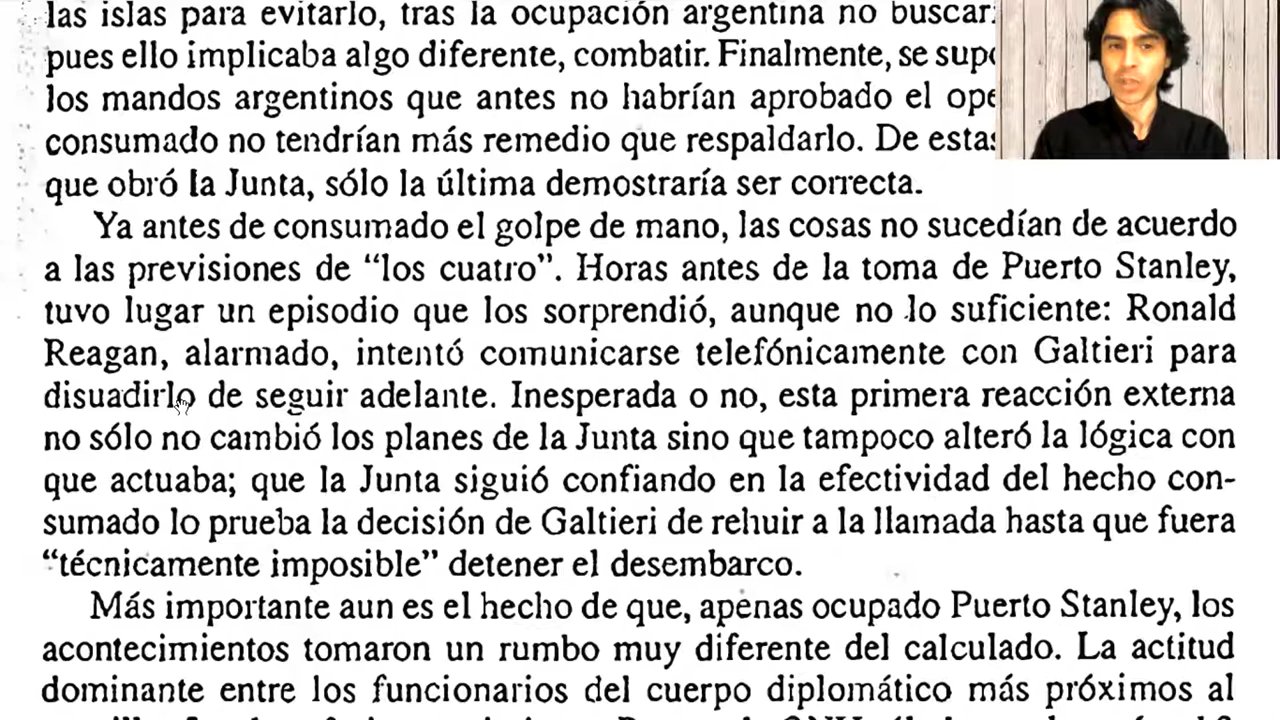 las islas para evitarlo, tras la ocupación argentina no
pues ello implicaba algo diferente, combatir. Finalmente, se
los mandos argentinos que antes no habrían aprobado el
consumado no tendrían más remedio que respaldarlo. De
que obró la Junta, sólo la última demostraría ser correcta.
Ya antes de consumado el golpe de mano, las cosas no sucedían de acuerdo
a las previsiones de “los cuatro”. Horas antes de la toma de Puerto Stanley,
tuvo lugar un episodio que los sorprendió, aunque no lo suficiente: Ronald
Reagan, alarmado, intentó comunicarse telefónicamente con Galtieri para
disuadirlo de seguir adelante. Inesperada o no, esta primera reacción externa
no sólo no cambió los planes de la Junta sino que tampoco alteró la lógica con
que actuaba; que la Junta siguió confiando en la efectividad del hecho con-
sumado lo prueba la decisión de Galtieri de rehuir a la llamada hasta que fuera
“técnicamente imposible” detener el desembarco.
Más importante aun es el hecho de que, apenas ocupado Puerto Stanley, los
acontecimientos tomaron un rumbo muy diferente del calculado. La actitud
dominante entre los funcionarios del cuerpo diplomático más próximos al